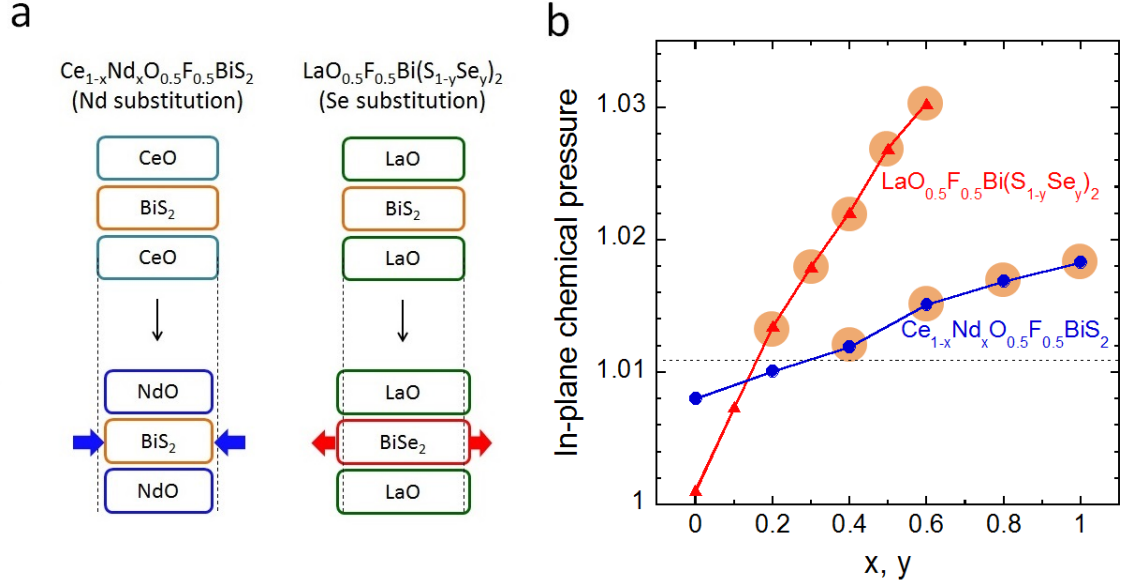 a
Ce1-xNdxO0.5F0.5BiS2
(Nd substitution)
LaO0.5F0.5Bi(S1-ySey)2
(Se substitution)
CeO
BiS2
CeO
LaO
BiS2
LaO
NdO
BiS2
NdO
LaO
BiSe2
LaO
b
In-plane chemical pressure
1.03
1.02
1.01
1
LaO0.5F0.5Bi(S1-ySey)2
Ce1-xNdxO0.5F0.5BiS2
0
0.2
0.4
0.6
0.8
1
x, y